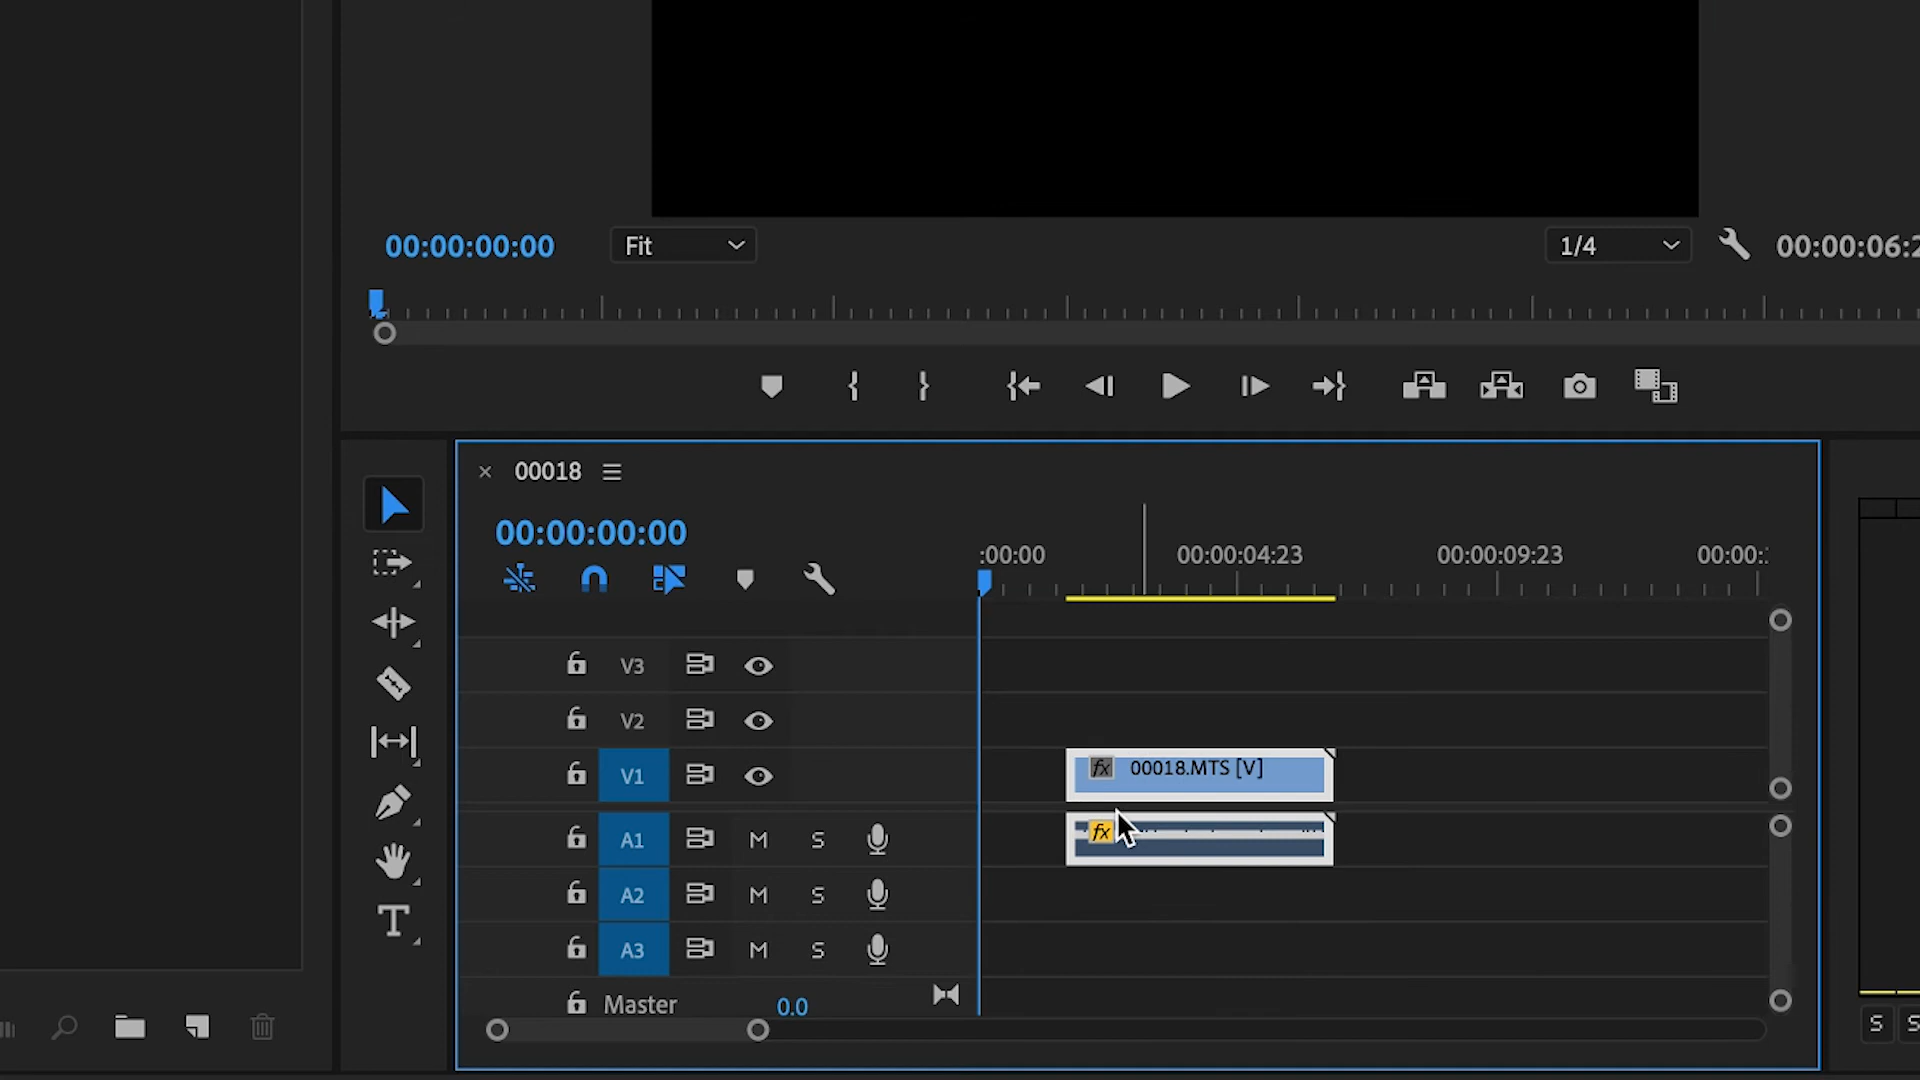 00:00:00:00 Fit 1/4 00:00:06:2
00018
00:00:00:00
:00:00 00:00:04:23 00:00:09:23 00:00:
V3
V2
V1 fx 00018.MTS [V]
A1 M S fx
A2 M S
A3 M S
Master 0.0
S S